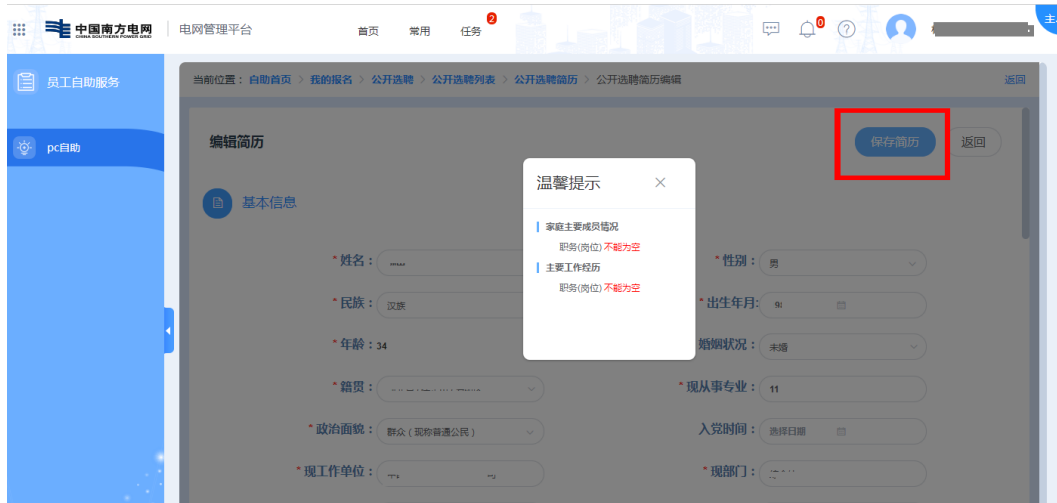 中国南方电网
CHINA SOUTHERN POWER GRID
电网管理平台
首页 常用 任务 2
0
主
员工自助服务
pc自助
当前位置：自助首页 > 我的报名 > 公开选聘 > 公开选聘列表 > 公开选聘简历 > 公开选聘简历编辑 返回
编辑简历 保存简历 返回
基本信息
温馨提示 ×
家庭主要成员情况
职务(岗位) 不能为空
主要工作经历
职务(岗位) 不能为空
*姓名： *性别： 男
*民族： 汉族 *出生年月:
*年龄：34 婚姻状况： 未婚
*籍贯： *现从事专业： 11
*政治面貌： 群众（现称普通公民） 入党时间： 选择日期
*现工作单位： *现部门：